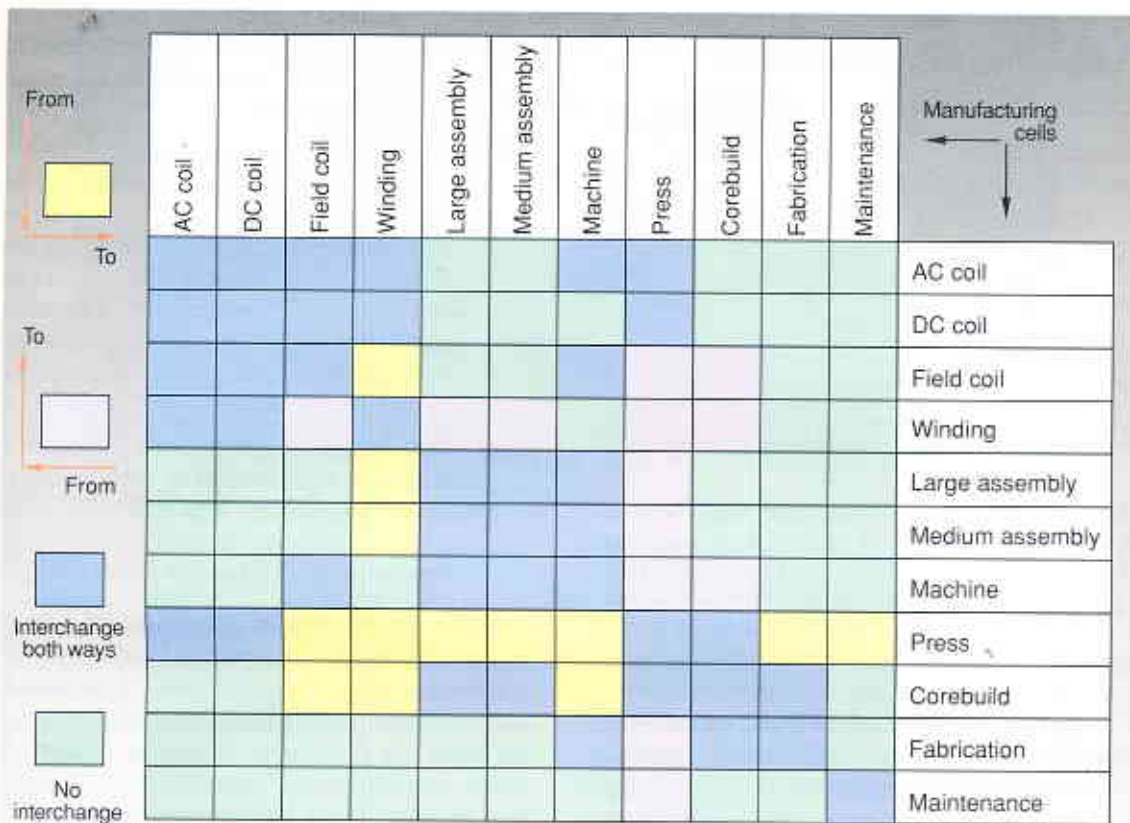 From
To
To
From
Interchange
both ways
No
interchange
AC coil
DC coil
Field coil
Winding
Large assembly
Medium assembly
Machine
Press
Corebuild
Fabrication
Maintenance
Manufacturing
cells
AC coil
DC coil
Field coil
Winding
Large assembly
Medium assembly
Machine
Press
Corebuild
Fabrication
Maintenance